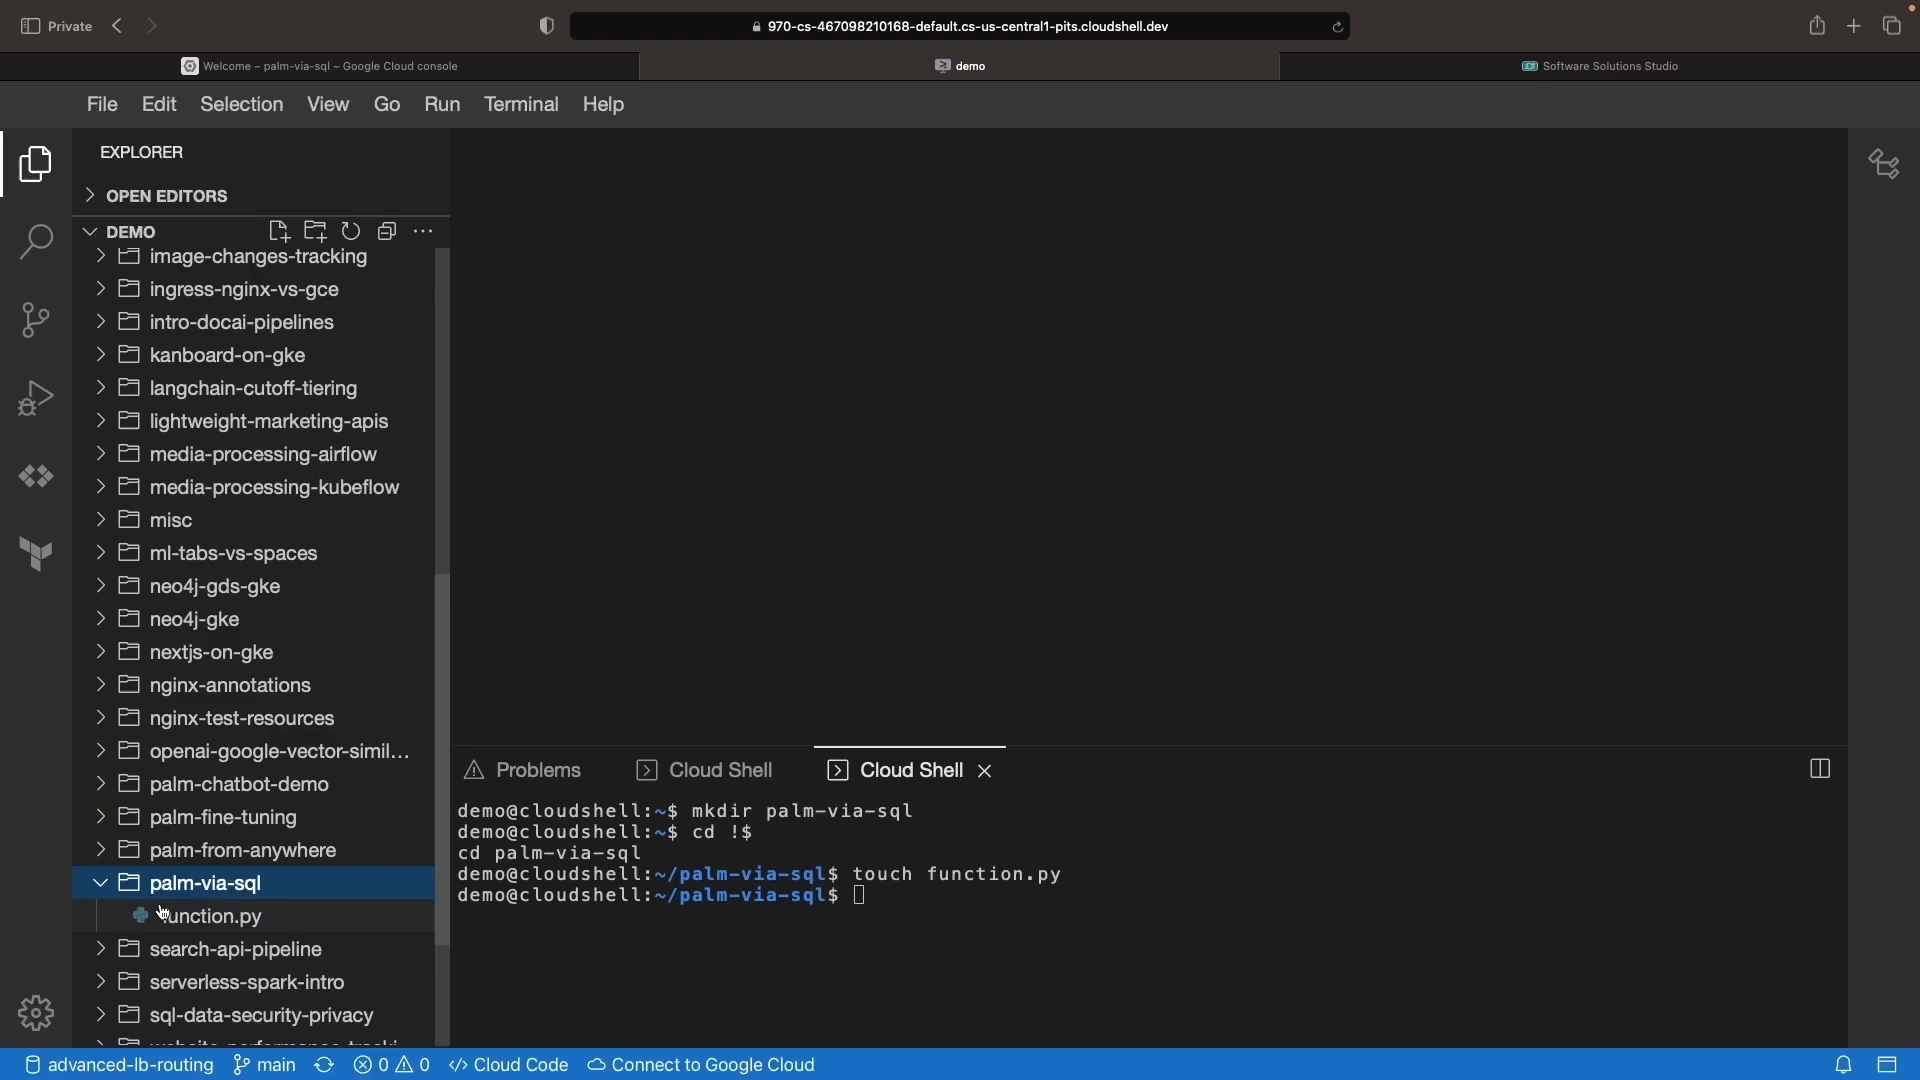 Private
970-cs-467098210168-default.cs-us-central1-pits.cloudshell.dev
Welcome – palm-via-sql – Google Cloud console
demo
Software Solutions Studio
File Edit Selection View Go Run Terminal Help
EXPLORER
OPEN EDITORS
DEMO
image-changes-tracking
ingress-nginx-vs-gce
intro-docai-pipelines
kanboard-on-gke
langchain-cutoff-tiering
lightweight-marketing-apis
media-processing-airflow
media-processing-kubeflow
misc
ml-tabs-vs-spaces
neo4j-gds-gke
neo4j-gke
nextjs-on-gke
nginx-annotations
nginx-test-resources
openai-google-vector-simil...
palm-chatbot-demo
palm-fine-tuning
palm-from-anywhere
palm-via-sql
function.py
search-api-pipeline
serverless-spark-intro
sql-data-security-privacy
Problems Cloud Shell Cloud Shell
demo@cloudshell:~$ mkdir palm-via-sql
demo@cloudshell:~$ cd !$
cd palm-via-sql
demo@cloudshell:~/palm-via-sql$ touch function.py
demo@cloudshell:~/palm-via-sql$
advanced-lb-routing main 0 0 </> Cloud Code Connect to Google Cloud